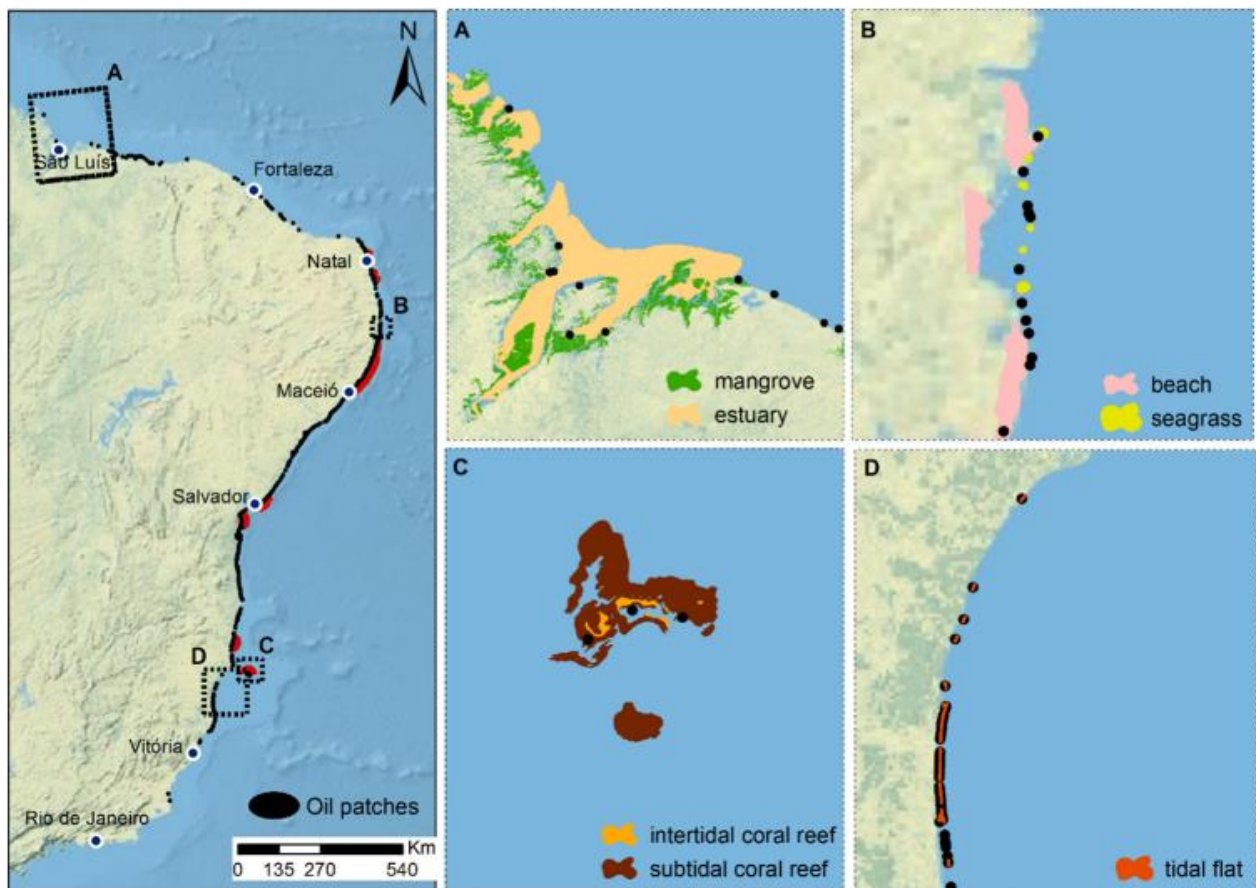 N
A
São Luís
Fortaleza
Natal
B
Maceió
Salvador
D
C
Vitória
Oil patches
Rio de Janeiro
Km
0 135 270 540
A
mangrove
estuary
B
beach
seagrass
C
intertidal coral reef
subtidal coral reef
D
tidal flat